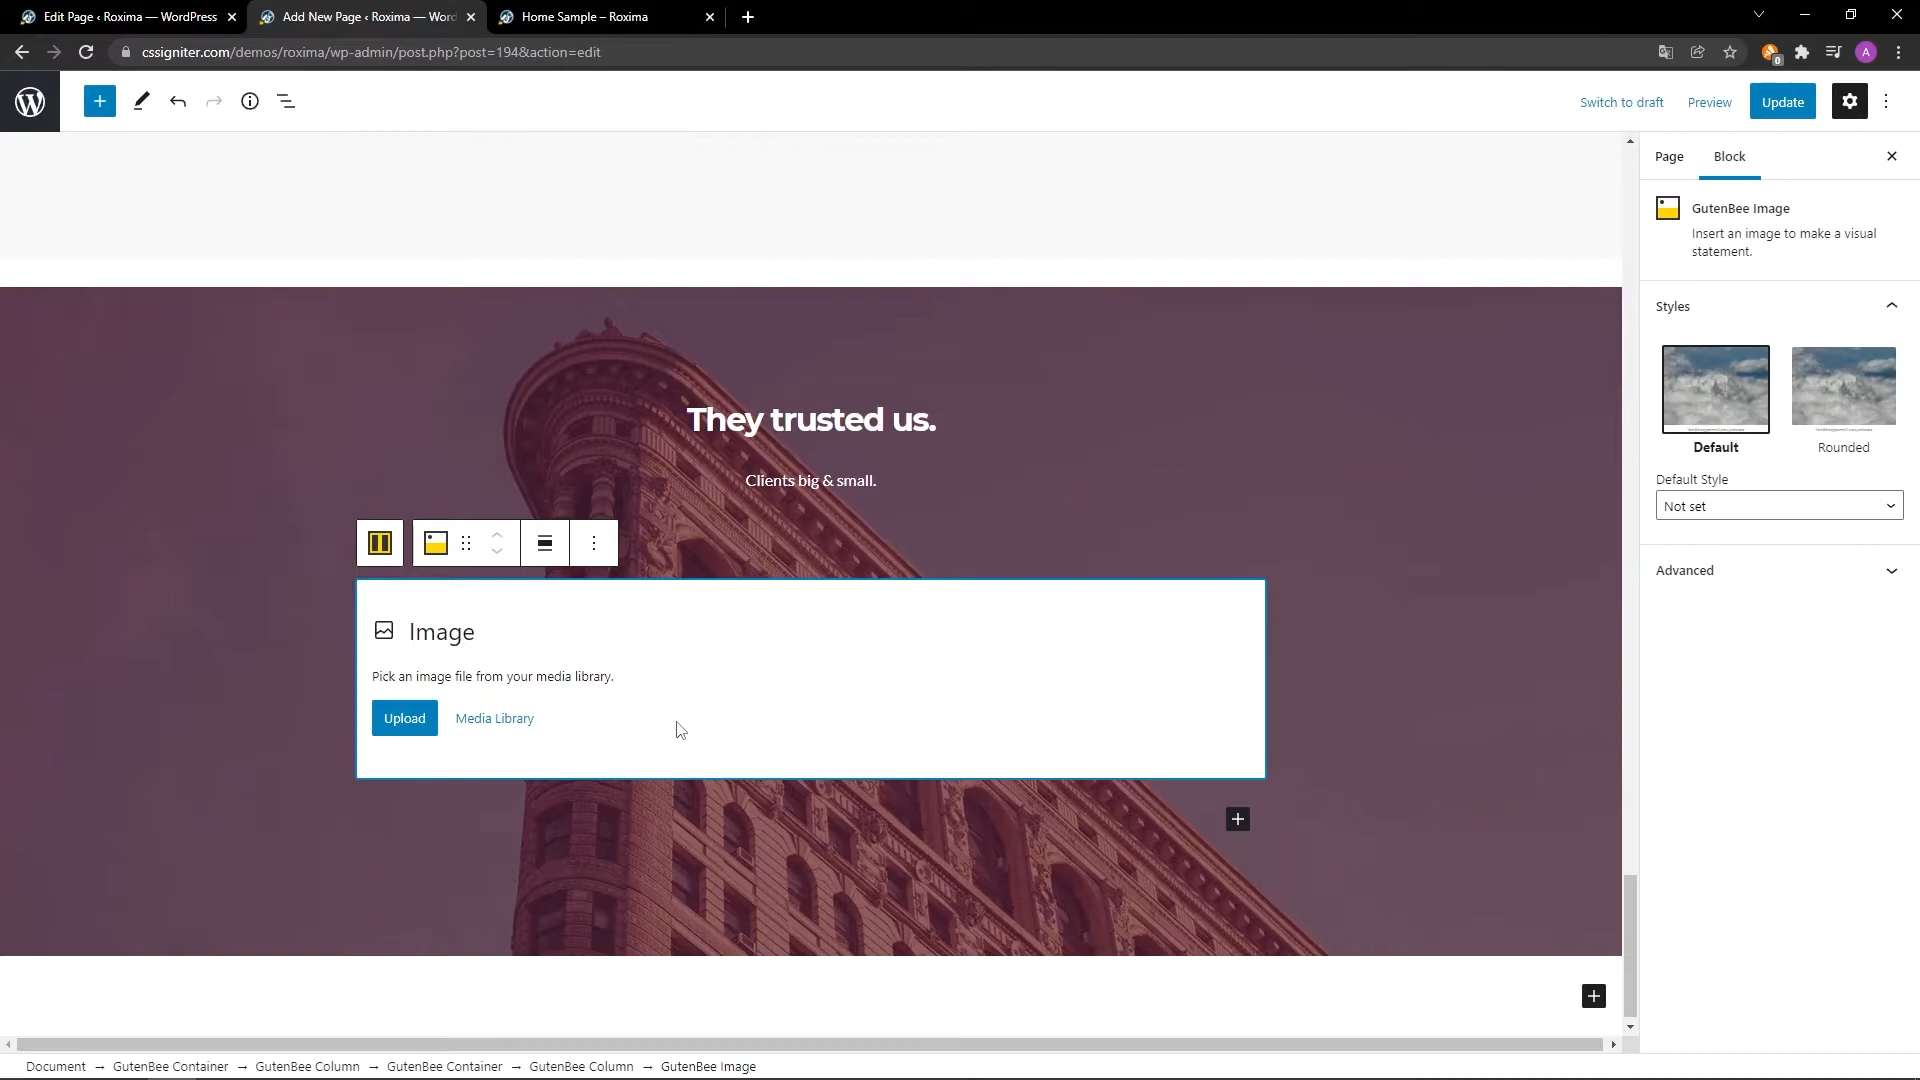 Edit Page ‹ Roxima — WordPress
Add New Page ‹ Roxima — Word
Home Sample – Roxima
cssigniter.com/demos/roxima/wp-admin/post.php?post=194&action=edit
0
A
Switch to draft
Preview
Update
Page
Block
GutenBee Image
Insert an image to make a visual
statement.
Styles
Default
Rounded
Default Style
Not set
Advanced
They trusted us.
Clients big & small.
Image
Pick an image file from your media library.
Upload
Media Library
Document → GutenBee Container → GutenBee Column → GutenBee Container → GutenBee Column → GutenBee Image